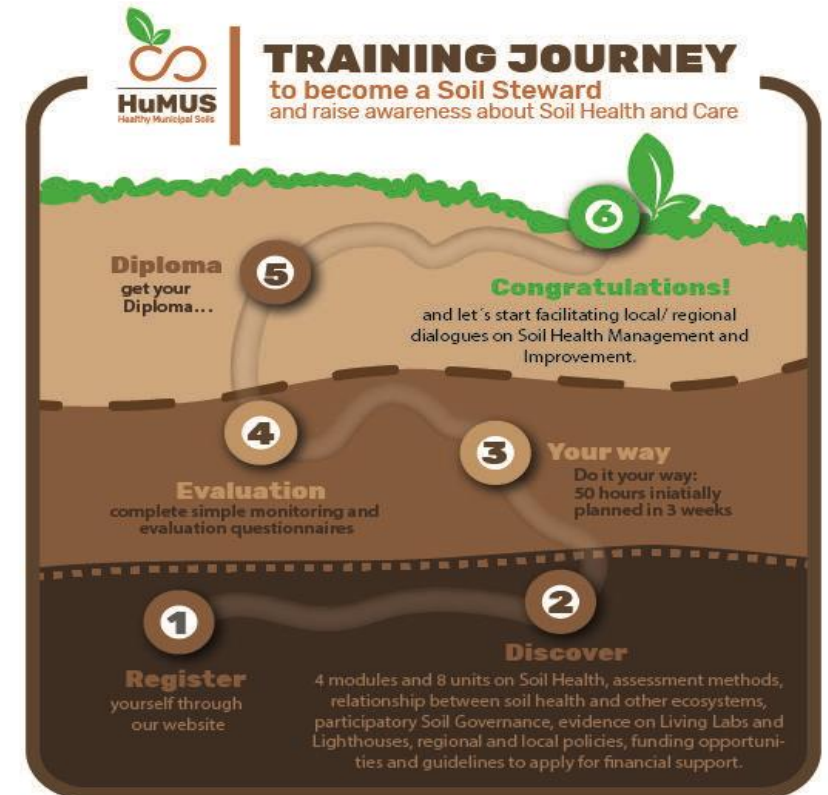 HuMUS
Healthy Municipal Soils
TRAINING JOURNEY
to become a Soil Steward
and raise awareness about Soil Health and Care
6
5
Diploma
get your
Diploma...
Congratulations!
and let´s start facilitating local/ regional
dialogues on Soil Health Management and
Improvement.
4
Evaluation
complete simple monitoring and
evaluation questionnaires
3
Your way
Do it your way:
50 hours iniatially
planned in 3 weeks
1
Register
yourself through
our website
2
Discover
4 modules and 8 units on Soil Health, assessment methods,
relationship between soil health and other ecosystems,
participatory Soil Governance, evidence on Living Labs and
Lighthouses, regional and local policies, funding opportuni-
ties and guidelines to apply for financial support.